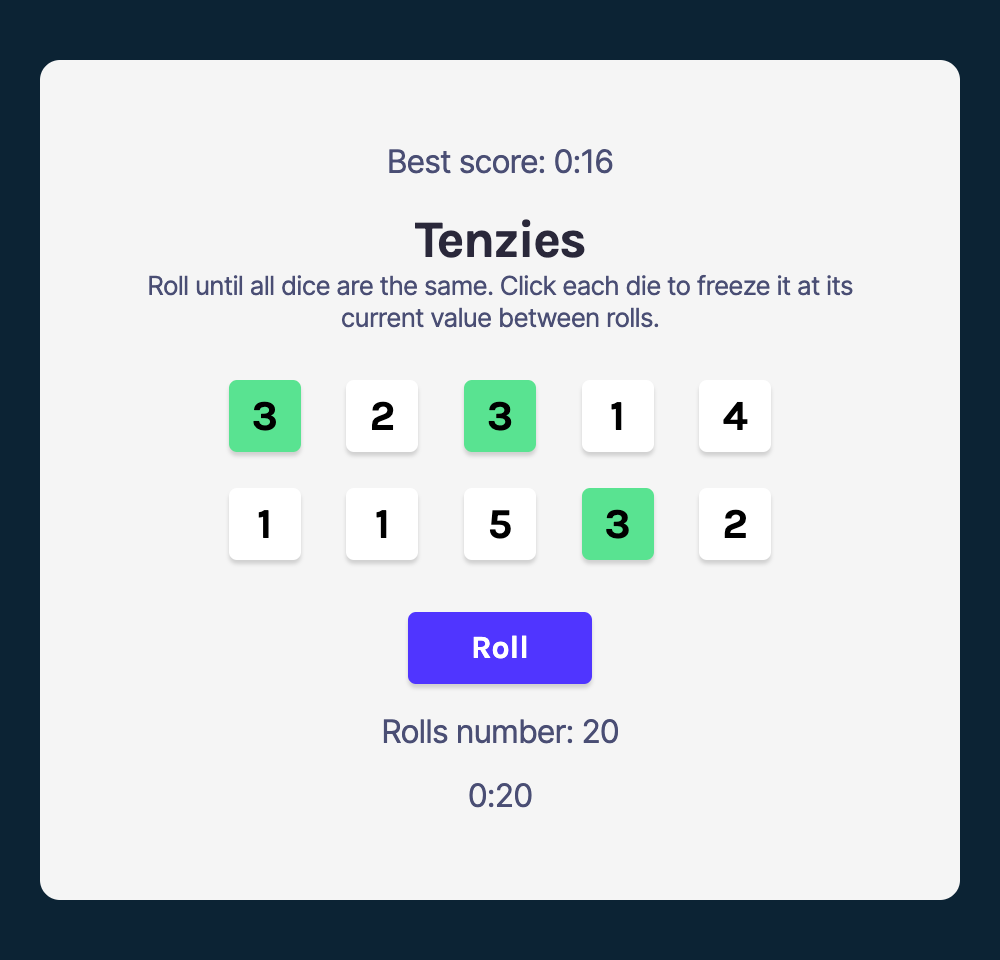 Best score: 0:16
Tenzies
Roll until all dice are the same. Click each die to freeze it at its
current value between rolls.
3 2 3 1 4
1 1 5 3 2
Roll
Rolls number: 20
0:20